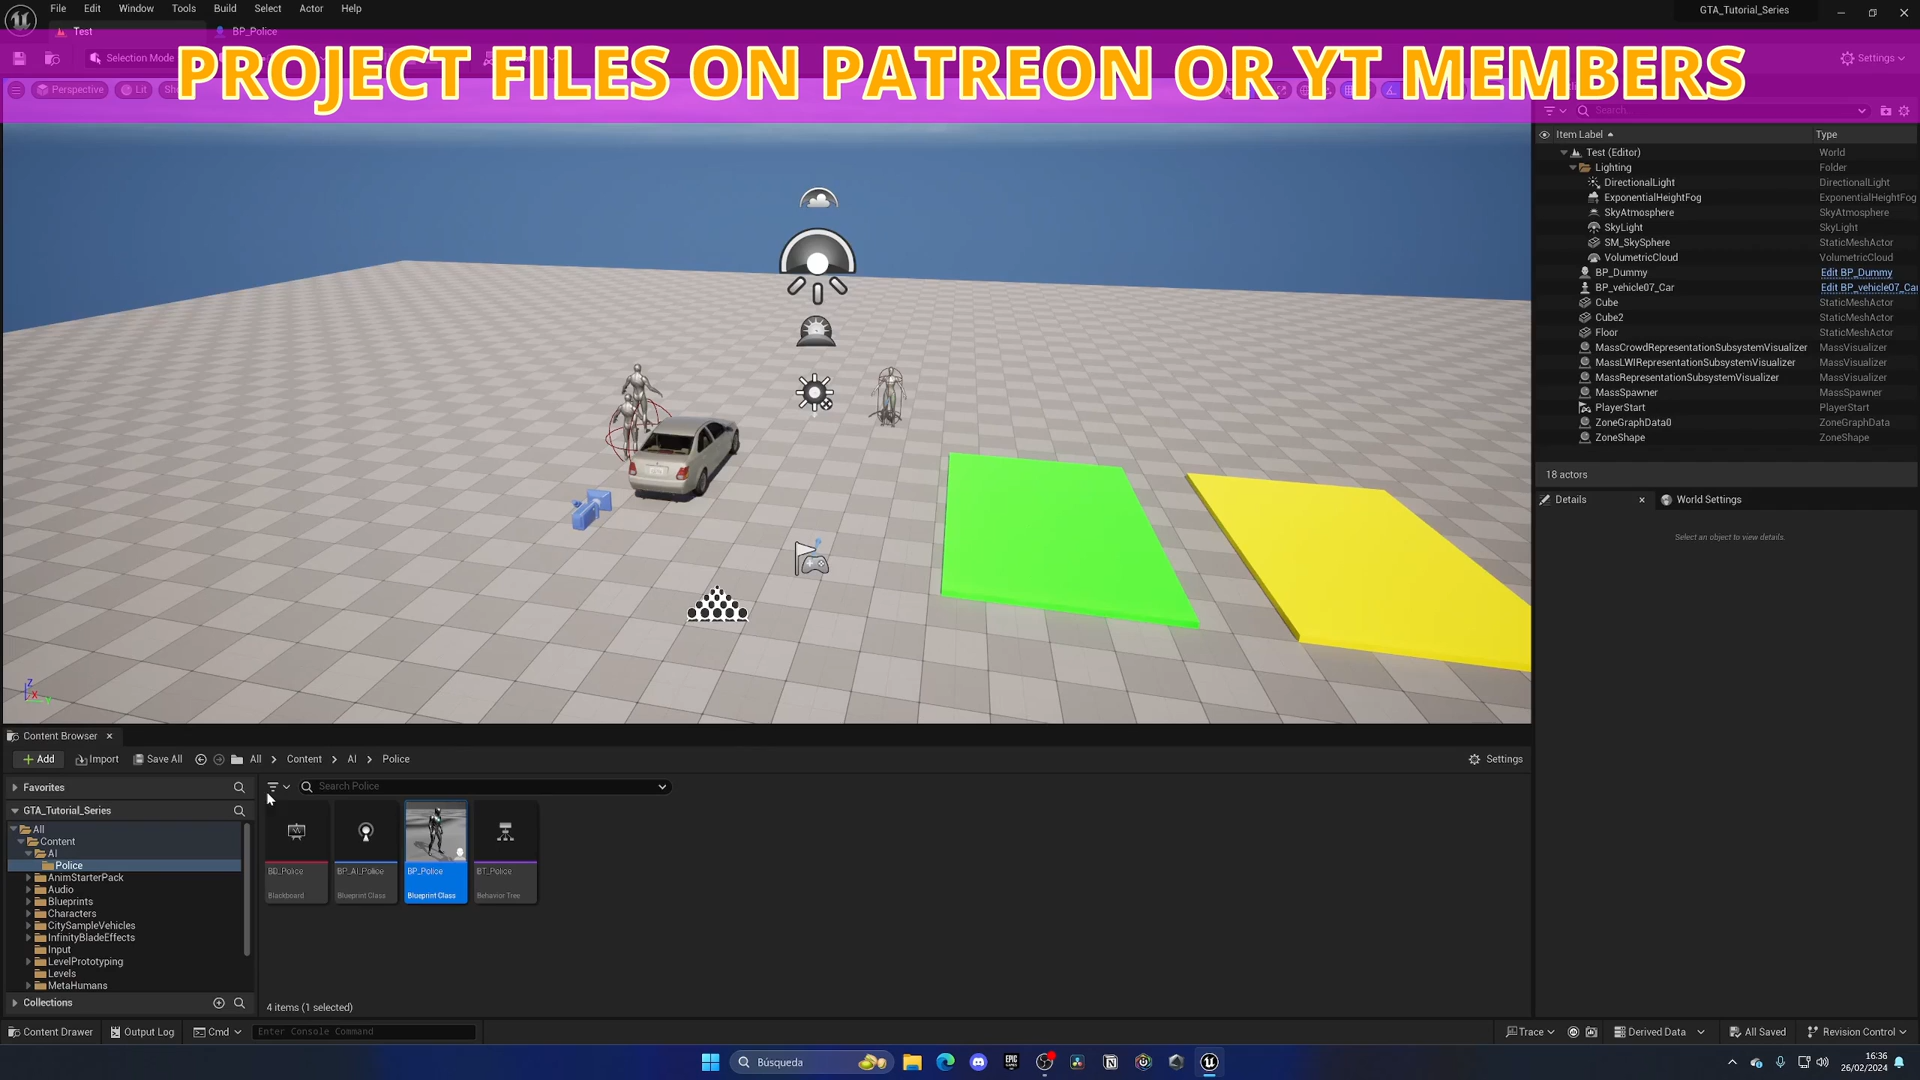 File Edit Window Tools Build Select Actor Help
GTA_Tutorial_Series
Test
BP_Police
Selection Mode
Settings
PROJECT FILES ON PATREON OR YT MEMBERS
Perspective
Lit
Search...
Item Label
Type
Test (Editor) World
Lighting Folder
DirectionalLight DirectionalLight
ExponentialHeightFog ExponentialHeightFog
SkyAtmosphere SkyAtmosphere
SkyLight SkyLight
SM_SkySphere StaticMeshActor
VolumetricCloud VolumetricCloud
BP_Dummy Edit BP_Dummy
BP_vehicle07_Car Edit BP_vehicle07_Ca
Cube StaticMeshActor
Cube2 StaticMeshActor
Floor StaticMeshActor
MassCrowdRepresentationSubsystemVisualizer MassVisualizer
MassLWIRepresentationSubsystemVisualizer MassVisualizer
MassRepresentationSubsystemVisualizer MassVisualizer
MassSpawner MassSpawner
PlayerStart PlayerStart
ZoneGraphData0 ZoneGraphData
ZoneShape ZoneShape
18 actors
Details
World Settings
Select an object to view details.
Z
X
Content Browser
Add Import Save All All Content AI Police
Settings
Favorites
Search Police
GTA_Tutorial_Series
All
Content
AI
Police
AnimStarterPack
Audio
Blueprints
Characters
CitySampleVehicles
InfinityBladeEffects
Input
LevelPrototyping
Levels
MetaHumans
Collections
BD_Police
Blackboard
BP_AI_Police
Blueprint Class
BP_Police
Blueprint Class
BT_Police
Behavior Tree
4 items (1 selected)
Content Drawer Output Log Cmd Enter Console Command
Trace Derived Data All Saved Revision Control
Búsqueda
16:36
26/02/2024